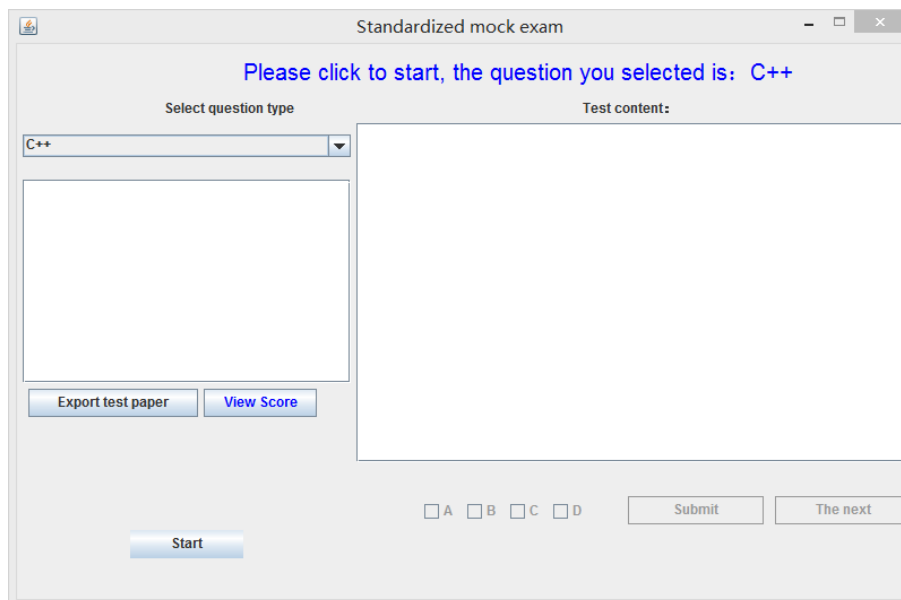 Standardized mock exam
Please click to start, the question you selected is：C++
Select question type
Test content：
C++
Export test paper
View Score
A
B
C
D
Submit
The next
Start